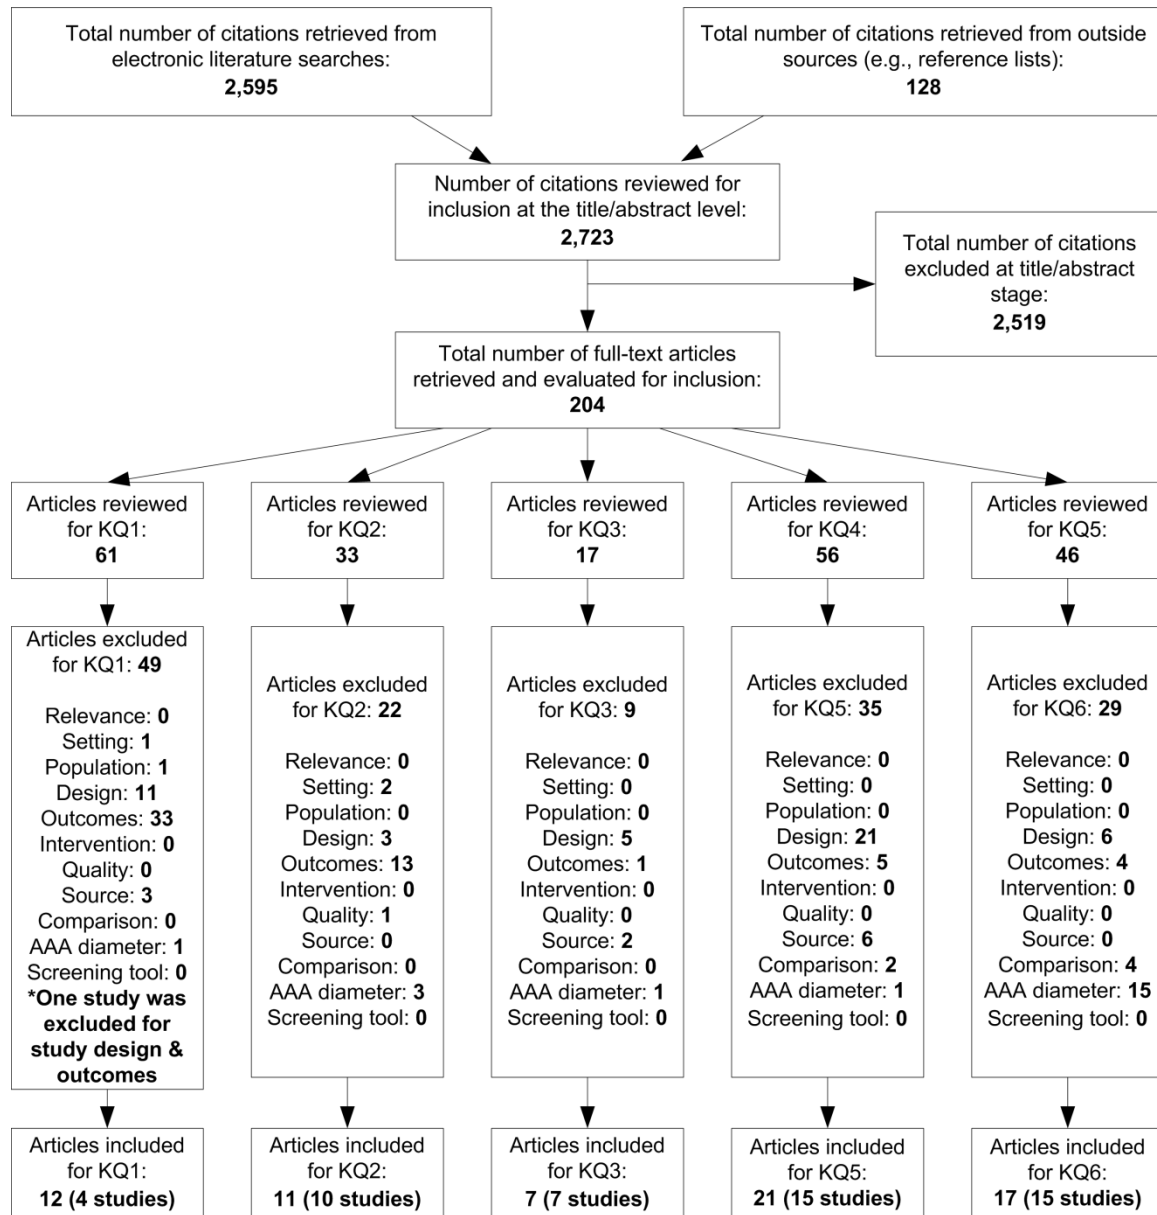 Total number of citations retrieved from
electronic literature searches:
2,595
Total number of citations retrieved from outside
sources (e.g., reference lists):
128
Number of citations reviewed for
inclusion at the title/abstract level:
2,723
Total number of citations
excluded at title/abstract
stage:
2,519
Total number of full-text articles
retrieved and evaluated for inclusion:
204
Articles reviewed
for KQ1:
61
Articles reviewed
for KQ2:
33
Articles reviewed
for KQ3:
17
Articles reviewed
for KQ4:
56
Articles reviewed
for KQ5:
46
Articles excluded
for KQ1: 49
Relevance: 0
Setting: 1
Population: 1
Design: 11
Outcomes: 33
Intervention: 0
Quality: 0
Source: 3
Comparison: 0
AAA diameter: 1
Screening tool: 0
*One study was
excluded for
study design &
outcomes
Articles excluded
for KQ2: 22
Relevance: 0
Setting: 2
Population: 0
Design: 3
Outcomes: 13
Intervention: 0
Quality: 1
Source: 0
Comparison: 0
AAA diameter: 3
Screening tool: 0
Articles excluded
for KQ3: 9
Relevance: 0
Setting: 0
Population: 0
Design: 5
Outcomes: 1
Intervention: 0
Quality: 0
Source: 2
Comparison: 0
AAA diameter: 1
Screening tool: 0
Articles excluded
for KQ5: 35
Relevance: 0
Setting: 0
Population: 0
Design: 21
Outcomes: 5
Intervention: 0
Quality: 0
Source: 6
Comparison: 2
AAA diameter: 1
Screening tool: 0
Articles excluded
for KQ6: 29
Relevance: 0
Setting: 0
Population: 0
Design: 6
Outcomes: 4
Intervention: 0
Quality: 0
Source: 0
Comparison: 4
AAA diameter: 15
Screening tool: 0
Articles included
for KQ1:
12 (4 studies)
Articles included
for KQ2:
11 (10 studies)
Articles included
for KQ3:
7 (7 studies)
Articles included
for KQ5:
21 (15 studies)
Articles included
for KQ6:
17 (15 studies)